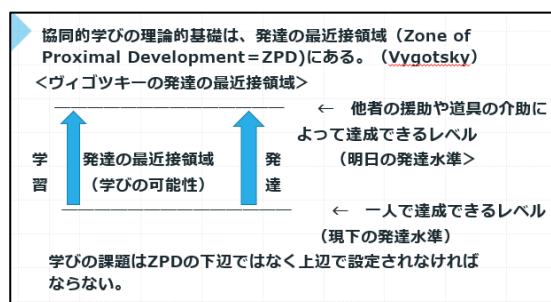 協同的学びの理論的基礎は、発達の最近接領域（Zone of
Proximal Development＝ZPD)にある。（Vygotsky）
＜ヴィゴツキーの発達の最近接領域＞
← 他者の援助や道具の介助に
よって達成できるレベル
学 発達の最近接領域 発 （明日の発達水準＞
習 （学びの可能性） 達
← 一人で達成できるレベル
（現下の発達水準）
学びの課題はZPDの下辺ではなく上辺で設定されなければ
ならない。